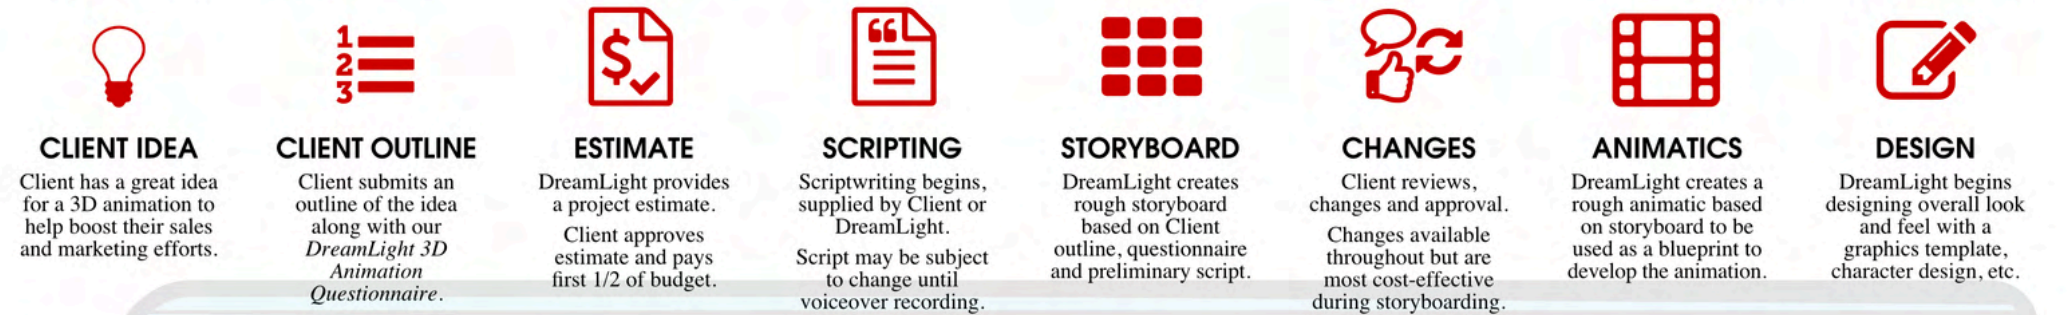 1
2
3
$
“
CLIENT IDEA
Client has a great idea
for a 3D animation to
help boost their sales
and marketing efforts.
CLIENT OUTLINE
Client submits an
outline of the idea
along with our
DreamLight 3D
Animation
Questionnaire.
ESTIMATE
DreamLight provides
a project estimate.
Client approves
estimate and pays
first 1/2 of budget.
SCRIPTING
Scriptwriting begins,
supplied by Client or
DreamLight.
Script may be subject
to change until
voiceover recording.
STORYBOARD
DreamLight creates
rough storyboard
based on Client
outline, questionnaire
and preliminary script.
CHANGES
Client reviews,
changes and approval.
Changes available
throughout but are
most cost-effective
during storyboarding.
ANIMATICS
DreamLight creates a
rough animatic based
on storyboard to be
used as a blueprint to
develop the animation.
DESIGN
DreamLight begins
designing overall look
and feel with a
graphics template,
character design, etc.